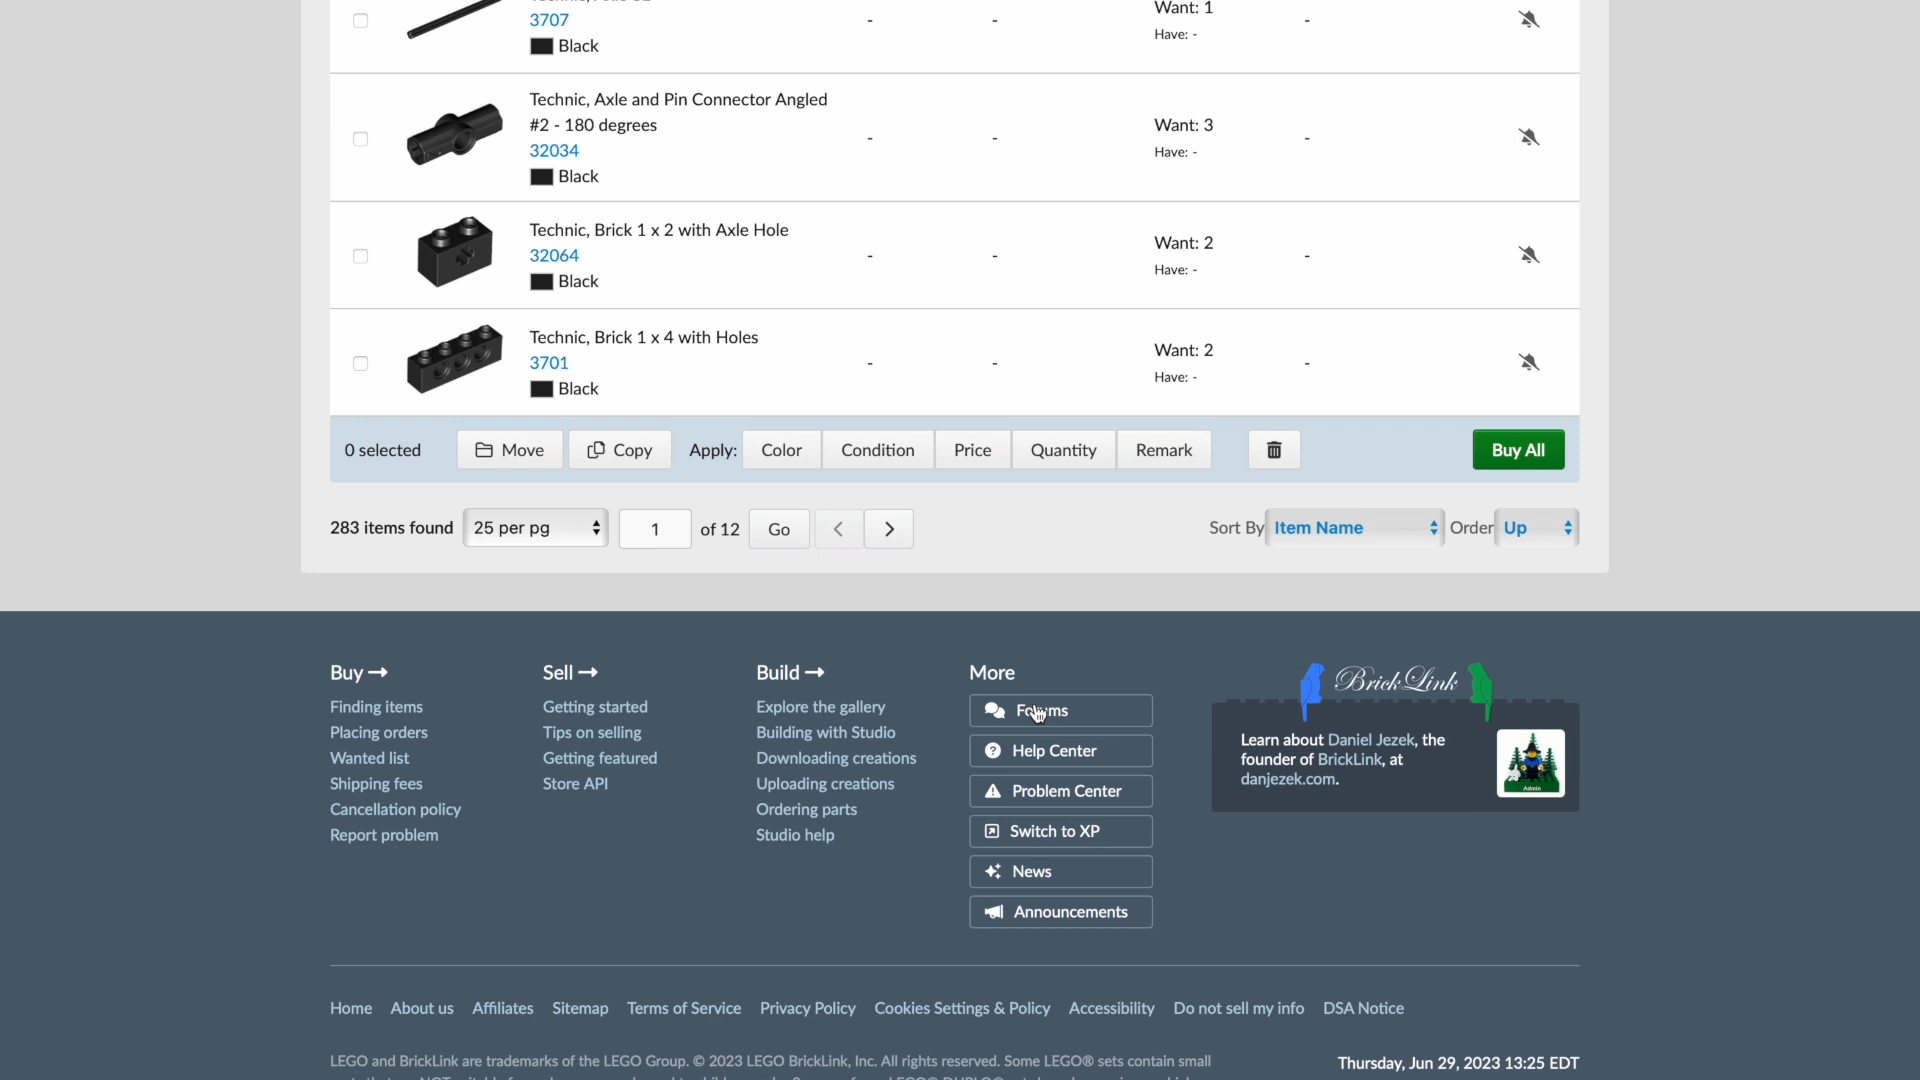 3707
Want: 1
Have: -
- - -
Black
Technic, Axle and Pin Connector Angled
#2 - 180 degrees
32034
Black
- - Want: 3 -
Have: -
Technic, Brick 1 x 2 with Axle Hole
32064
Black
- - Want: 2 -
Have: -
Technic, Brick 1 x 4 with Holes
3701
Black
- - Want: 2 -
Have: -
0 selected Move Copy Apply: Color Condition Price Quantity Remark Buy All
283 items found 25 per pg 1 of 12 Go < > Sort By Item Name Order Up
Buy →
Finding items
Placing orders
Wanted list
Shipping fees
Cancellation policy
Report problem
Sell →
Getting started
Tips on selling
Getting featured
Store API
Build →
Explore the gallery
Building with Studio
Downloading creations
Uploading creations
Ordering parts
Studio help
More
Forums
Help Center
Problem Center
Switch to XP
News
Announcements
BrickLink
Learn about Daniel Jezek, the
founder of BrickLink, at
danjezek.com.
Admin
Home About us Affiliates Sitemap Terms of Service Privacy Policy Cookies Settings & Policy Accessibility Do not sell my info DSA Notice
LEGO and BrickLink are trademarks of the LEGO Group. © 2023 LEGO BrickLink, Inc. All rights reserved. Some LEGO® sets contain small
Thursday, Jun 29, 2023 13:25 EDT